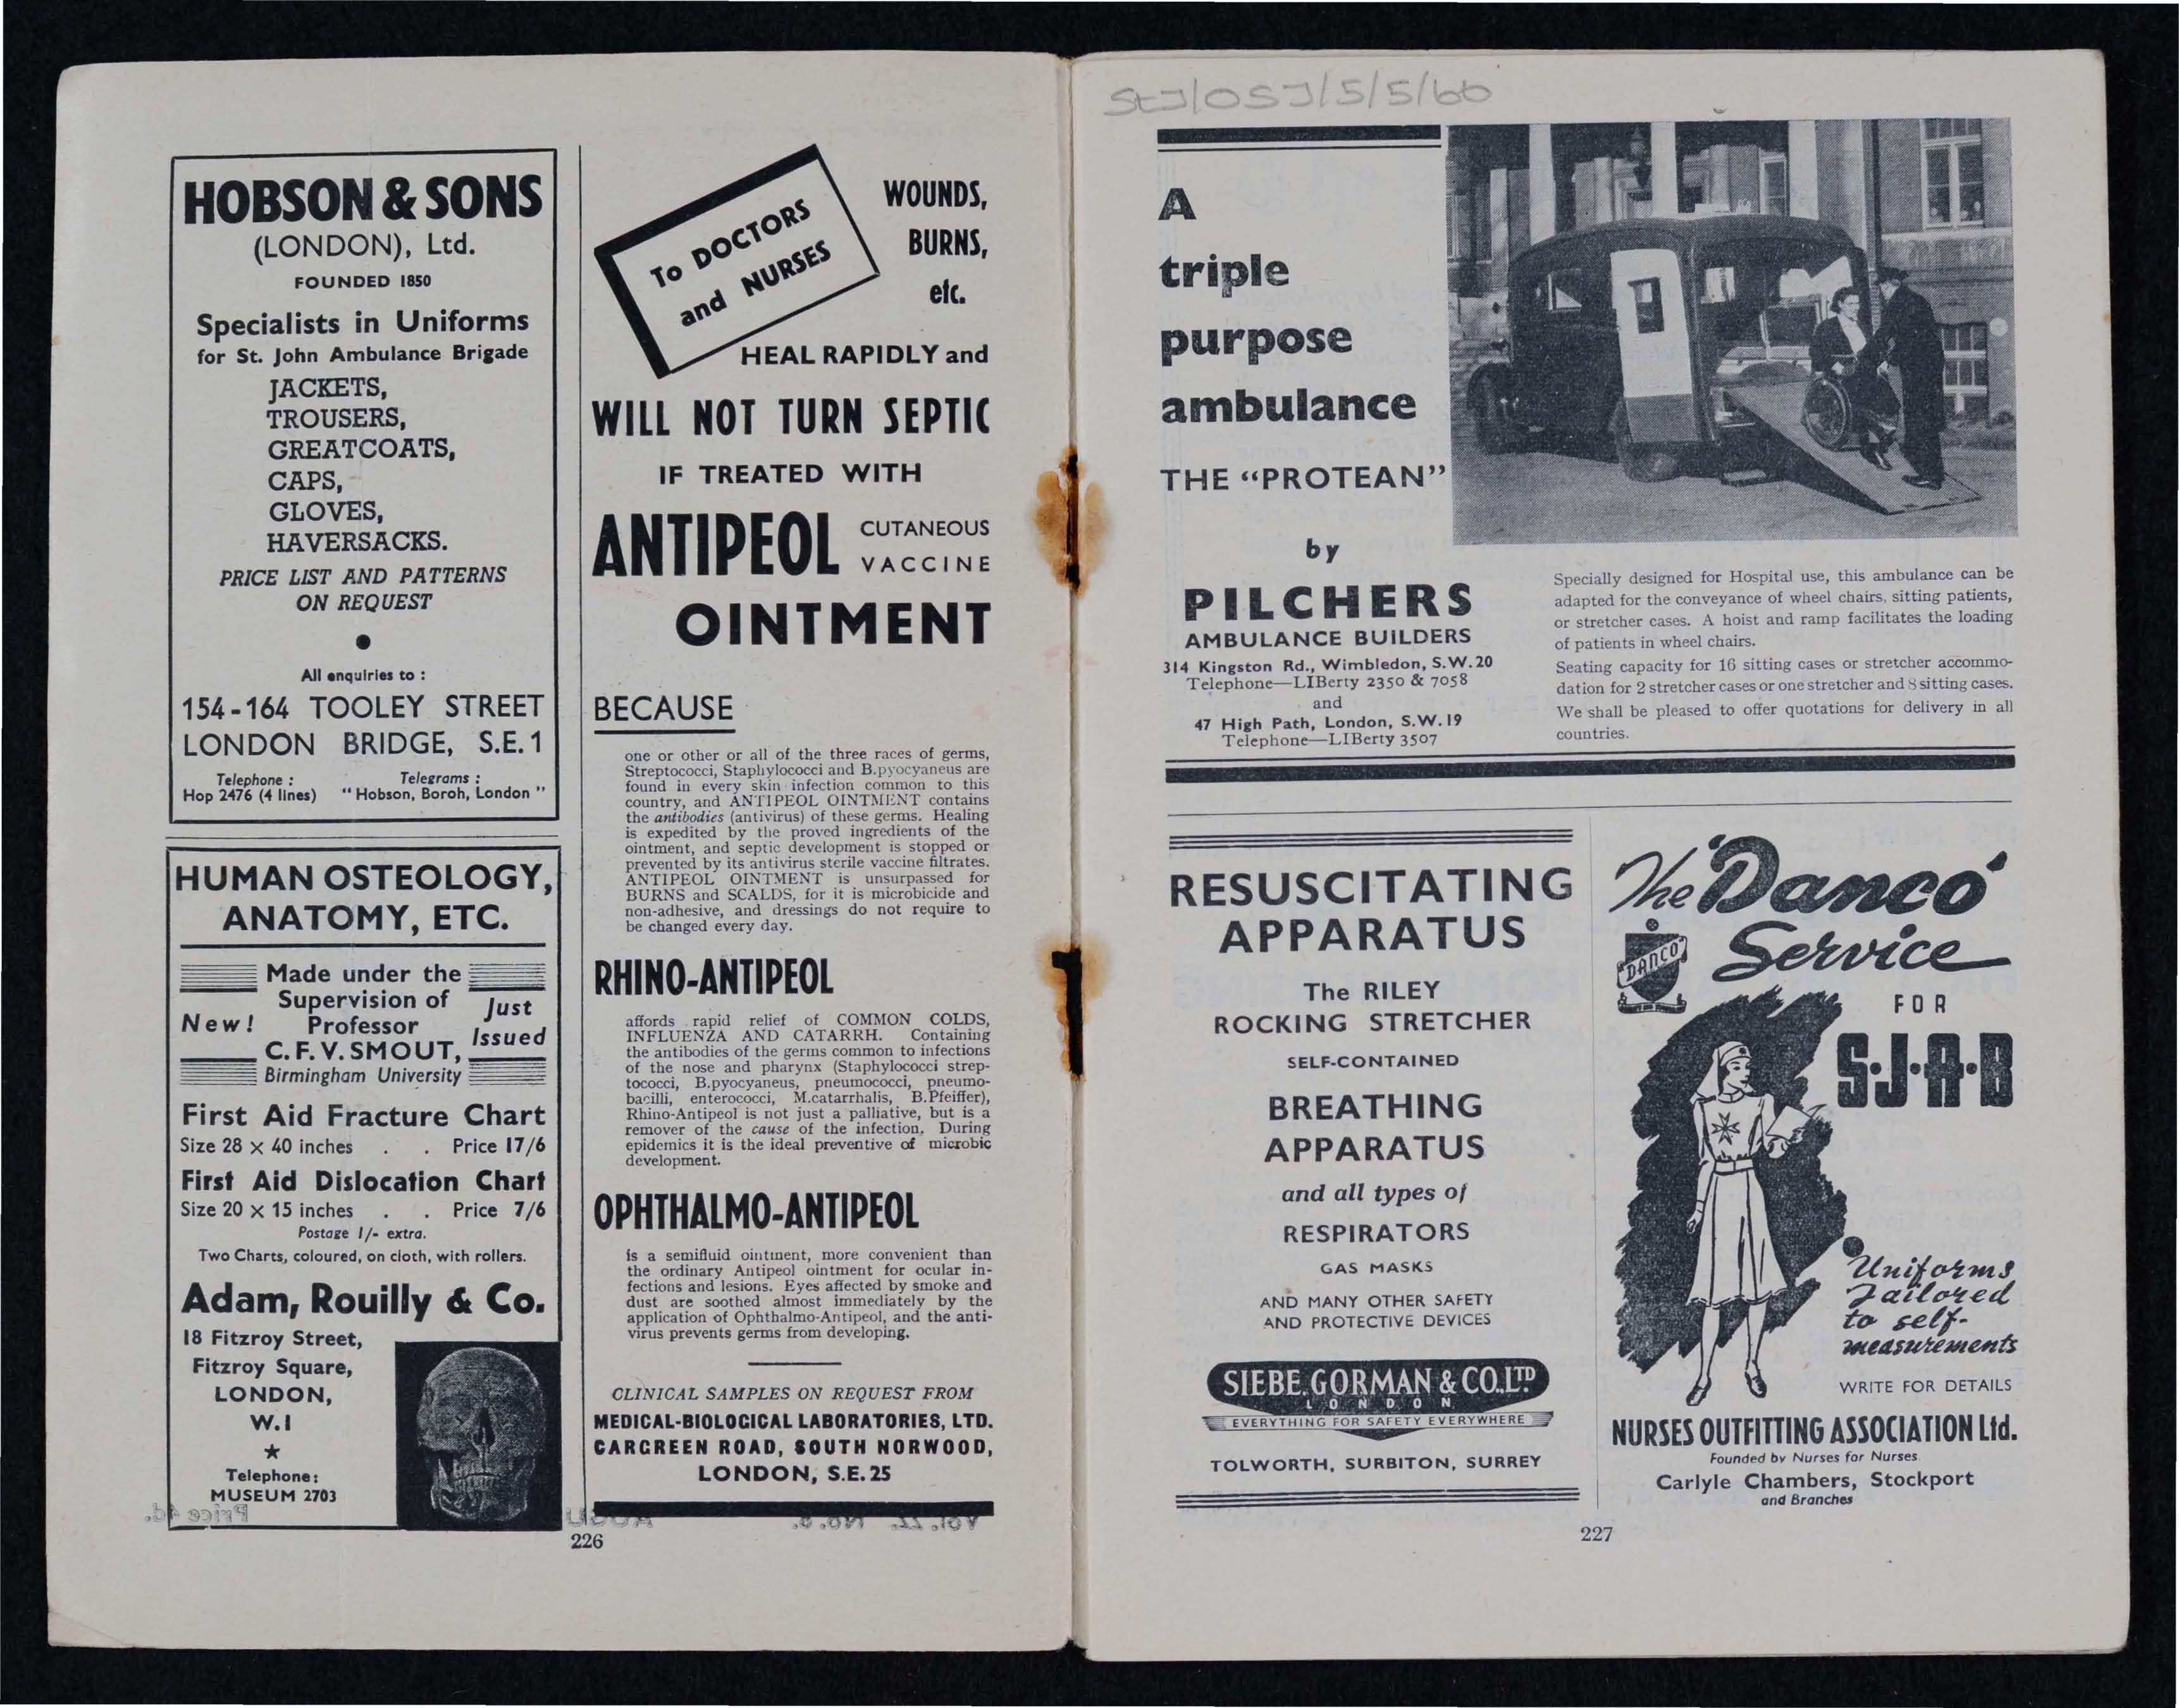 HOBSON & SONS
(LONDON), Ltd.
FOUNDED 1850
Specialists in Uniforms
for St. John Ambulance Brigade
JACKETS,
TROUSERS,
GREATCOATS,
CAPS,
GLOVES,
HAVERSACKS.
PRICE LIST AND PATTERNS
ON REQUEST
All enquiries to :
154-164 TOOLEY STREET
LONDON BRIDGE, S.E. 1
Telephone :
Hop 2476 (4 lines)
Telegrams :
"Hobson, Boroh, London"
HUMAN OSTEOLOGY,
ANATOMY, ETC.
New!
Made under the
Supervision of
Professor
C. F. V. SMOUT,
Birmingham University
Just
Issued
First Aid Fracture Chart
Size 28 × 40 inches . . Price 17/6
First Aid Dislocation Chart
Size 20 × 15 inches . . Price 7/6
Postage 1/- extra.
Two Charts, coloured, on cloth, with rollers.
Adam, Rouilly & Co.
18 Fitzroy Street,
Fitzroy Square,
LONDON,
W.1
Telephone:
MUSEUM 2703
To DOCTORS
and NURSES
WOUNDS,
BURNS,
etc.
HEAL RAPIDLY and
WILL NOT TURN SEPTIC
IF TREATED WITH
ANTIPEOL CUTANEOUS
VACCINE
OINTMENT
BECAUSE
one or other or all of the three races of germs,
Streptococci, Staphylococci and B.pyocyaneus are
found in every skin infection common to this
country, and ANTIPEOL OINTMENT contains
the antibodies (antivirus) of these germs. Healing
is expedited by the proved ingredients of the
ointment, and septic development is stopped or
prevented by its antivirus sterile vaccine filtrates.
ANTIPEOL OINTMENT is unsurpassed for
BURNS and SCALDS, for it is microbicide and
non-adhesive, and dressings do not require to
be changed every day.
RHINO-ANTIPEOL
affords rapid relief of COMMON COLDS,
INFLUENZA AND CATARRH. Containing
the antibodies of the germs common to infections
of the nose and pharynx (Staphylococci strep-
tococci, B.pyocyaneus, pneumococci, pneumo-
bacilli, enterococci, M.catarrhalis, B.Pfeiffer),
Rhino-Antipeol is not just a palliative, but is a
remover of the cause of the infection. During
epidemics it is the ideal preventive of microbic
development.
OPHTHALMO-ANTIPEOL
is a semifluid ointment, more convenient than
the ordinary Antipeol ointment for ocular in-
fections and lesions. Eyes affected by smoke and
dust are soothed almost immediately by the
application of Ophthalmo-Antipeol, and the anti-
virus prevents germs from developing.
CLINICAL SAMPLES ON REQUEST FROM
MEDICAL-BIOLOGICAL LABORATORIES, LTD.
CARGREEN ROAD, SOUTH NORWOOD,
LONDON, S.E. 25
226
StJ/OSJ/5/5/66
A
triple
purpose
ambulance
THE "PROTEAN"
by
PILCHERS
AMBULANCE BUILDERS
314 Kingston Rd., Wimbledon, S.W. 20
Telephone—LIBerty 2350 & 7058
and
47 High Path, London, S.W. 19
Telephone—LIBerty 3507
Specially designed for Hospital use, this ambulance can be
adapted for the conveyance of wheel chairs, sitting patients,
or stretcher cases. A hoist and ramp facilitates the loading
of patients in wheel chairs.
Seating capacity for 16 sitting cases or stretcher accommo-
dation for 2 stretcher cases or one stretcher and 8 sitting cases.
We shall be pleased to offer quotations for delivery in all
countries.
RESUSCITATING
APPARATUS
The RILEY
ROCKING STRETCHER
SELF-CONTAINED
BREATHING
APPARATUS
and all types of
RESPIRATORS
GAS MASKS
AND MANY OTHER SAFETY
AND PROTECTIVE DEVICES
SIEBE, GORMAN & CO., LTD
LONDON
EVERYTHING FOR SAFETY EVERYWHERE
TOLWORTH, SURBITON, SURREY
The 'Danco'
Service
DANCO
FOR
S·J·A·B
Uniforms
Tailored
to self-
measurements
WRITE FOR DETAILS
NURSES OUTFITTING ASSOCIATION Ltd.
Founded by Nurses for Nurses
Carlyle Chambers, Stockport
and Branches
227